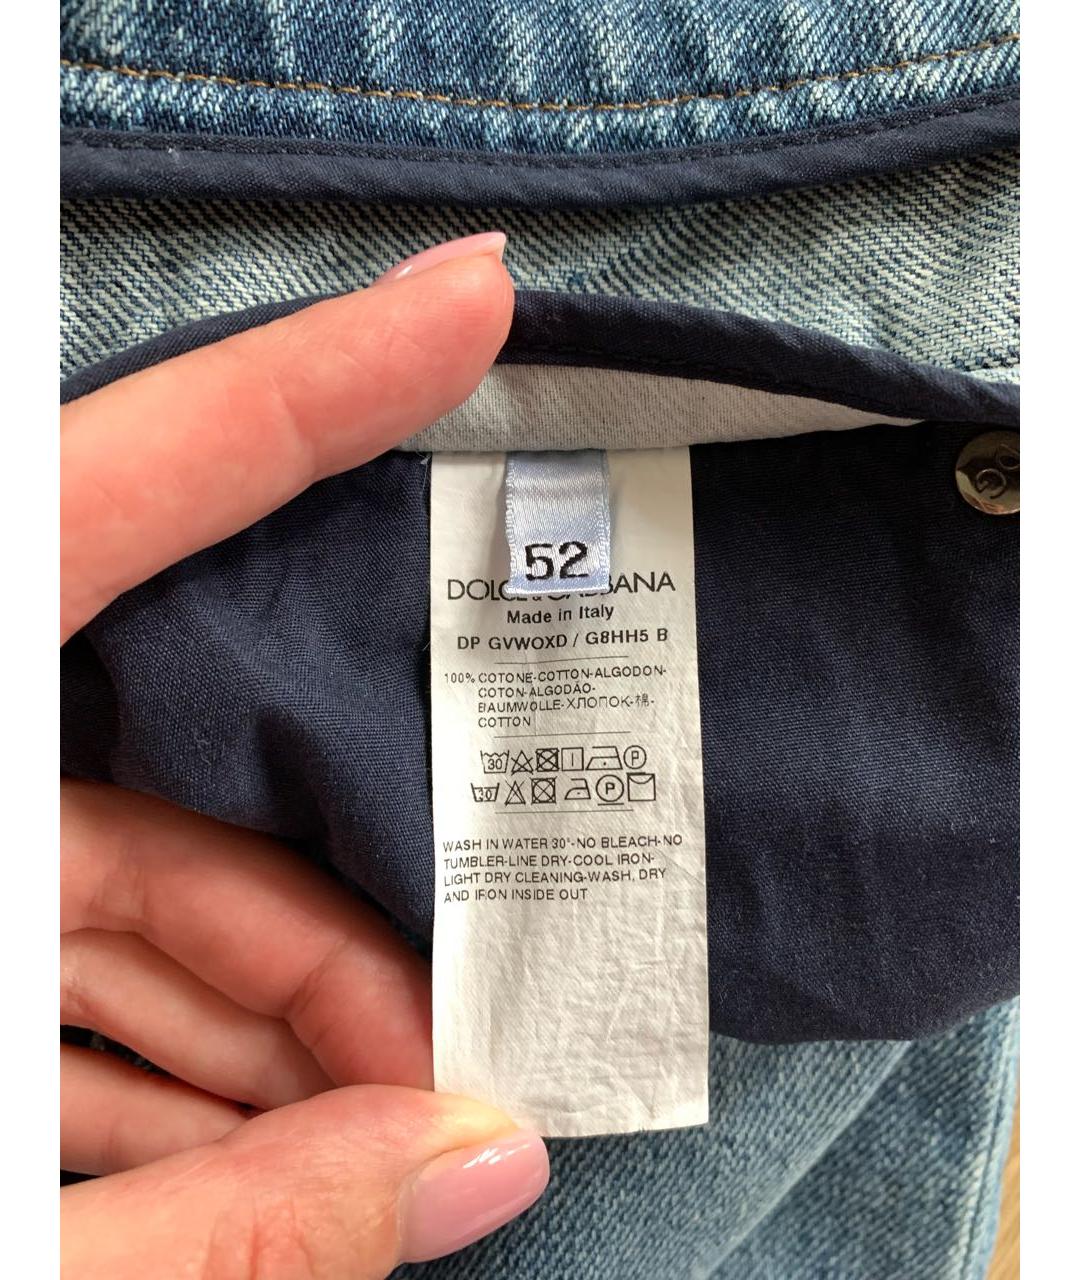 52
DOLCE & GABBANA
Made in Italy
DP GVWOXD / G8HH5 B
100% COTONE-COTTON-ALGODON-
COTON-ALGODÃO-
BAUMWOLLE-ХЛОПОК-棉-
COTTON
30 P
30 P
WASH IN WATER 30°-NO BLEACH-NO
TUMBLER-LINE DRY-COOL IRON-
LIGHT DRY CLEANING-WASH, DRY
AND IRON INSIDE OUT